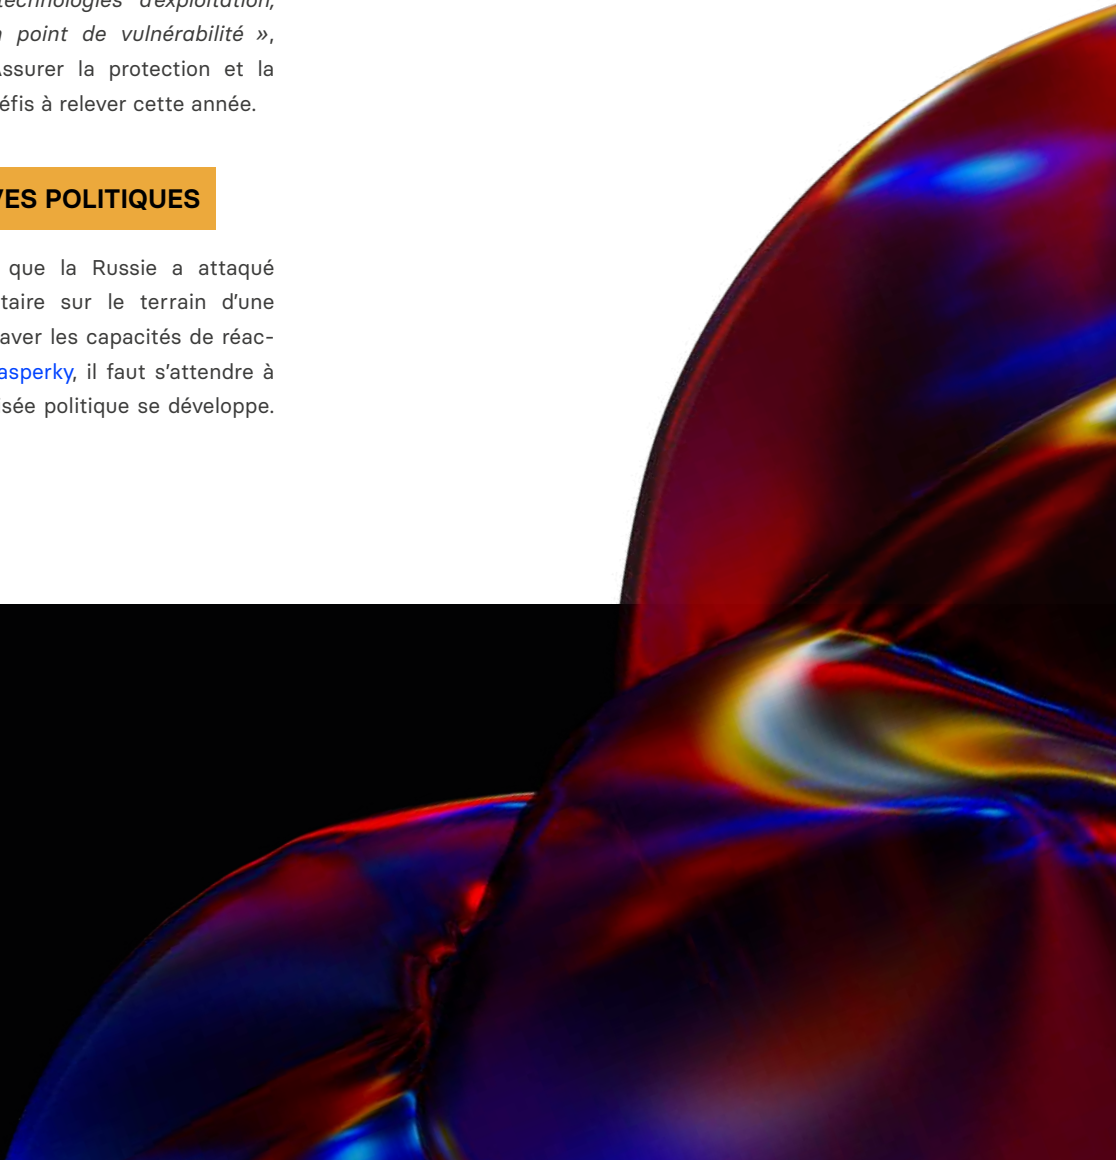 technologies d'exploitation,
point de vulnérabilité »,
Assurer la protection et la
éfis à relever cette année.
VES POLITIQUES
que la Russie a attaqué
taire sur le terrain d’une
aver les capacités de réac-
asperky, il faut s’attendre à
isée politique se développe.